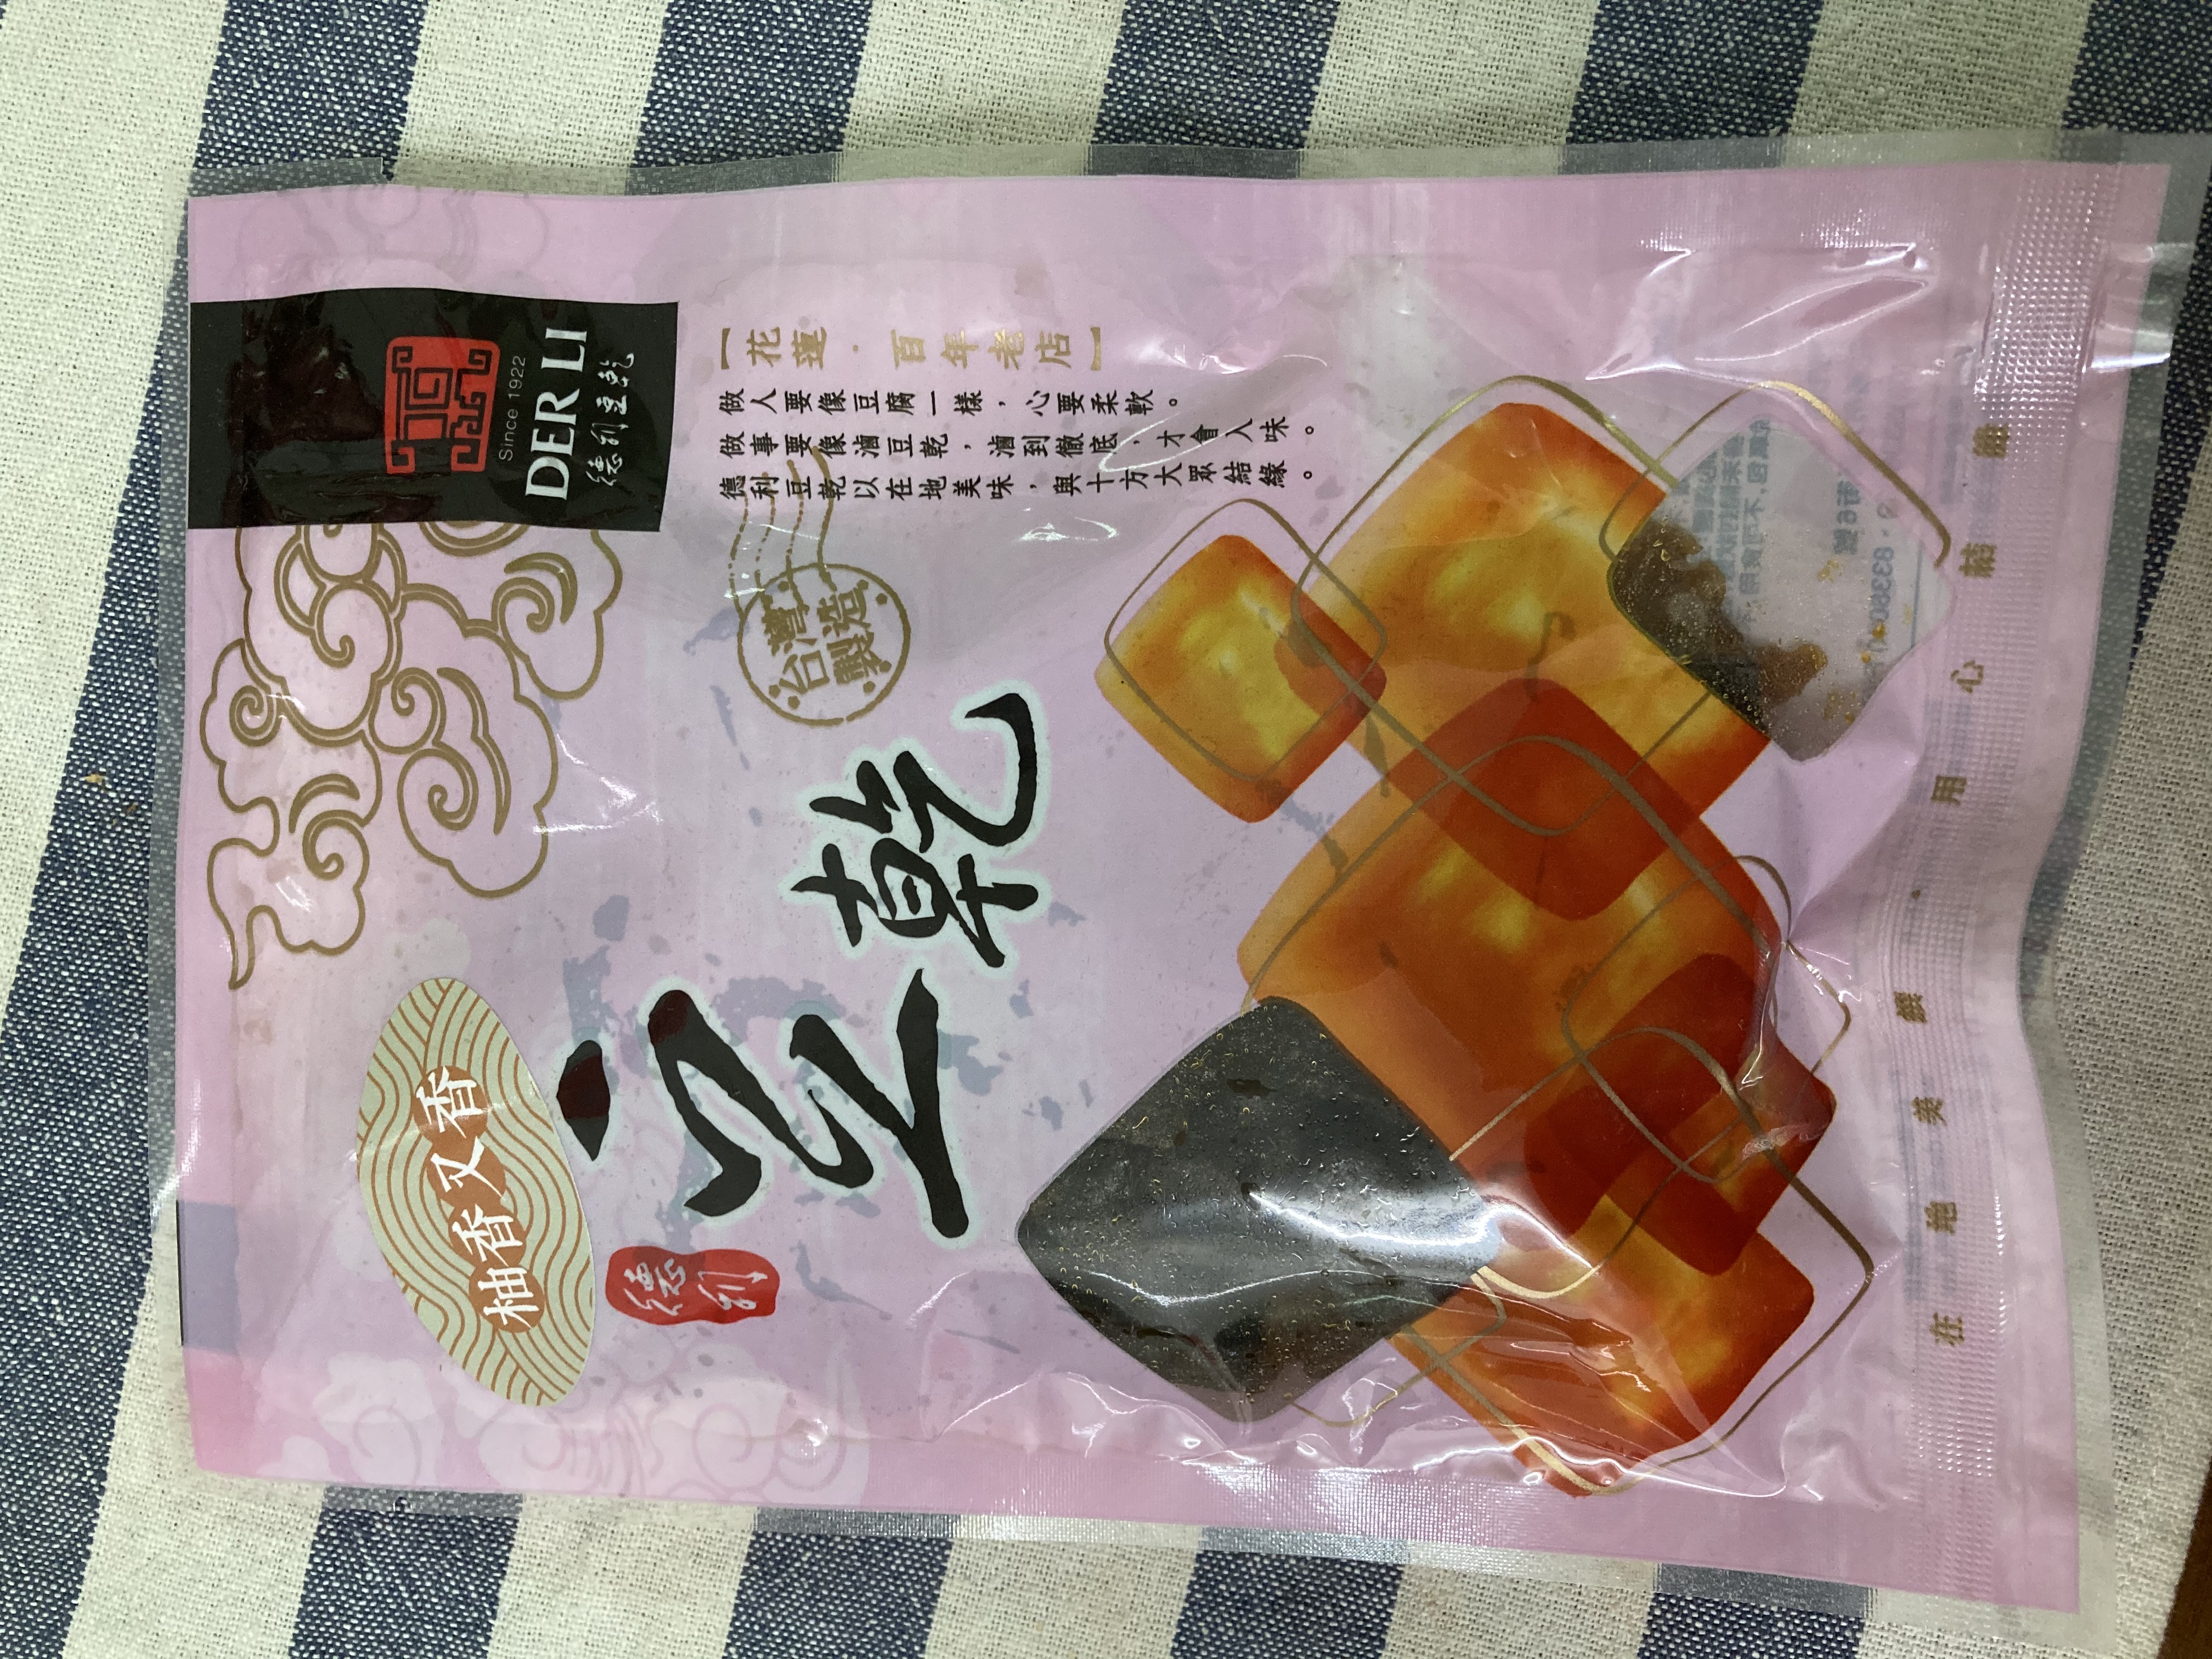 Since 1922
DER LI
德利豆乾
【花蓮·百年老店】
做人要像豆腐一樣，心要柔軟。
做事要像滷豆乾，滷到徹底，才會入味。
德利豆乾以在地美味，與十方大眾結緣。
台灣
製造
柚香又香
豆乾
德利
在地美饌·用心結緣